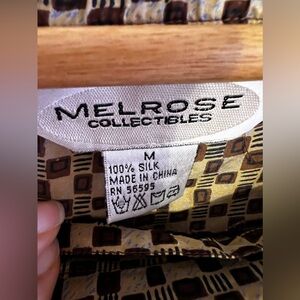 MELROSE
COLLECTIBLES
M
100% SILK
MADE IN CHINA
RN 56595